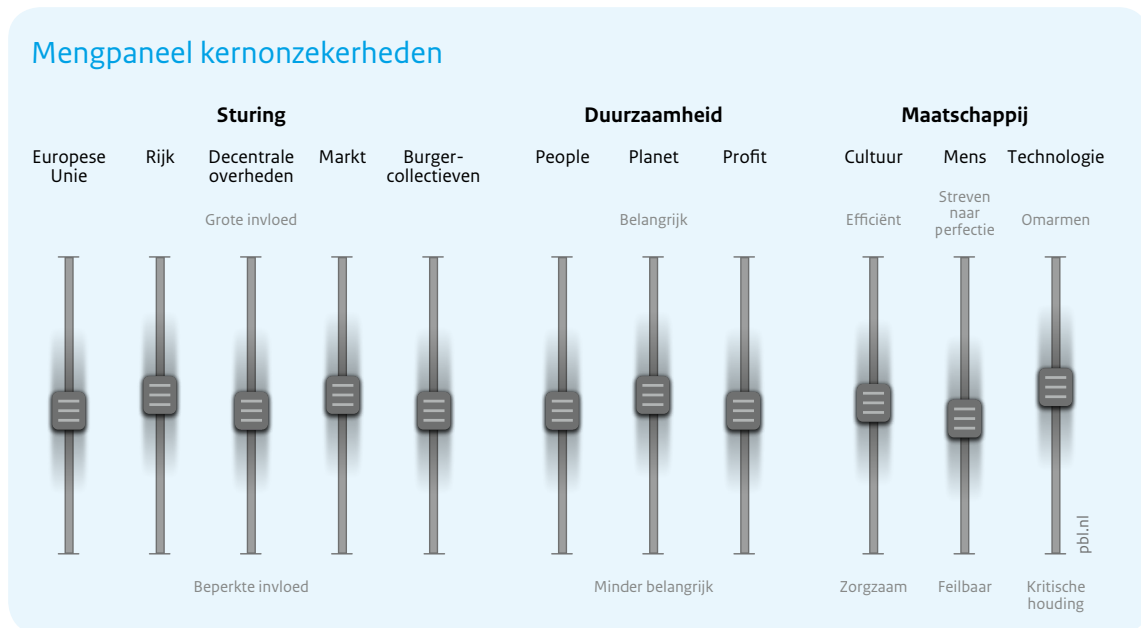 Mengpaneel kernonzekerheden
Sturing
Duurzaamheid
Maatschappij
Europese
Unie
Rijk
Decentrale
overheden
Markt
Burger-
collectieven
People
Planet
Profit
Cultuur
Mens
Technologie
Grote invloed
Belangrijk
Efficiënt
Streven
naar
perfectie
Omarmen
Beperkte invloed
Minder belangrijk
Zorgzaam
Feilbaar
Kritische
houding
pbl.nl